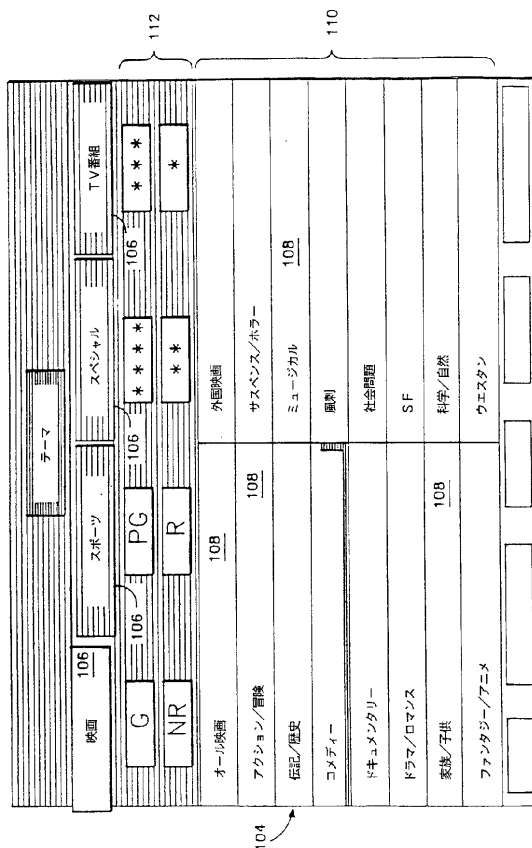 テーマ
映画 106 スポーツ スペシャル TV番組
106 106 106
G PG **** ***
NR R ** *
112
オール映画 108 外国映画
アクション/冒険 108 サスペンス/ホラー
伝記/歴史 ミュージカル 108
コメディー 風刺
ドキュメンタリー 社会問題
ドラマ/ロマンス SF
家族/子供 108 科学/自然
ファンタジー/アニメ ウエスタン
110
104